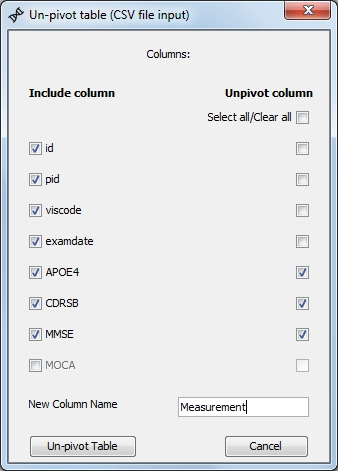 Un-pivot table (CSV file input)
Columns:
Include column Unpivot column
Select all/Clear all
id
pid
viscode
examdate
APOE4
CDRSB
MMSE
MOCA
New Column Name Measurement
Un-pivot Table Cancel